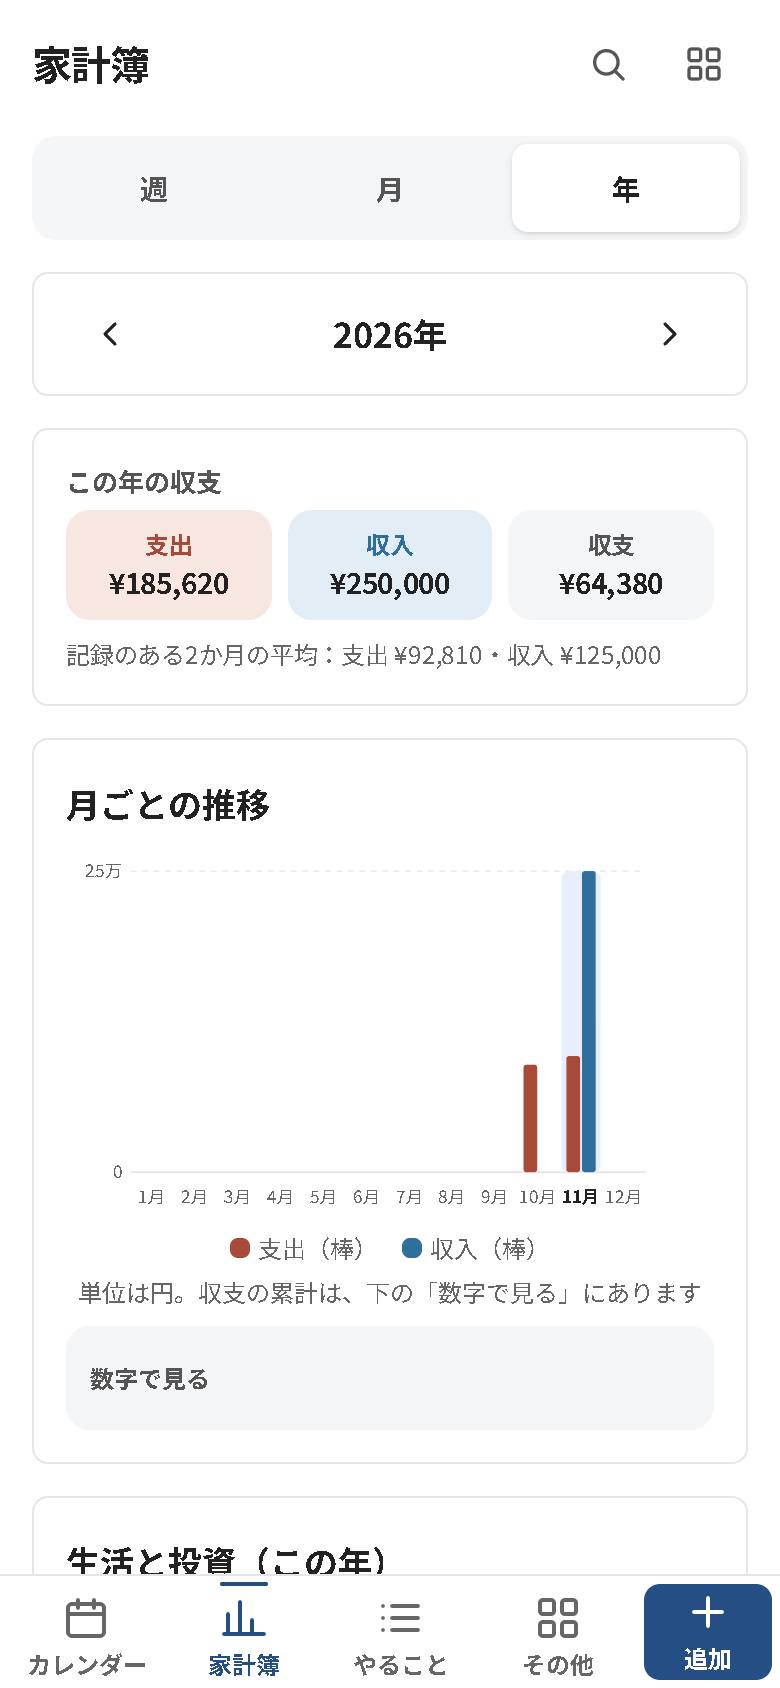 家計簿
週 月 年
2026年
この年の収支
支出 収入 収支
¥185,620 ¥250,000 ¥64,380
記録のある2か月の平均：支出 ¥92,810・収入 ¥125,000
月ごとの推移
25万
0
1月 2月 3月 4月 5月 6月 7月 8月 9月 10月 11月 12月
支出（棒） 収入（棒）
単位は円。収支の累計は、下の「数字で見る」にあります
数字で見る
生活と投資（この年）
カレンダー 家計簿 やること その他 追加